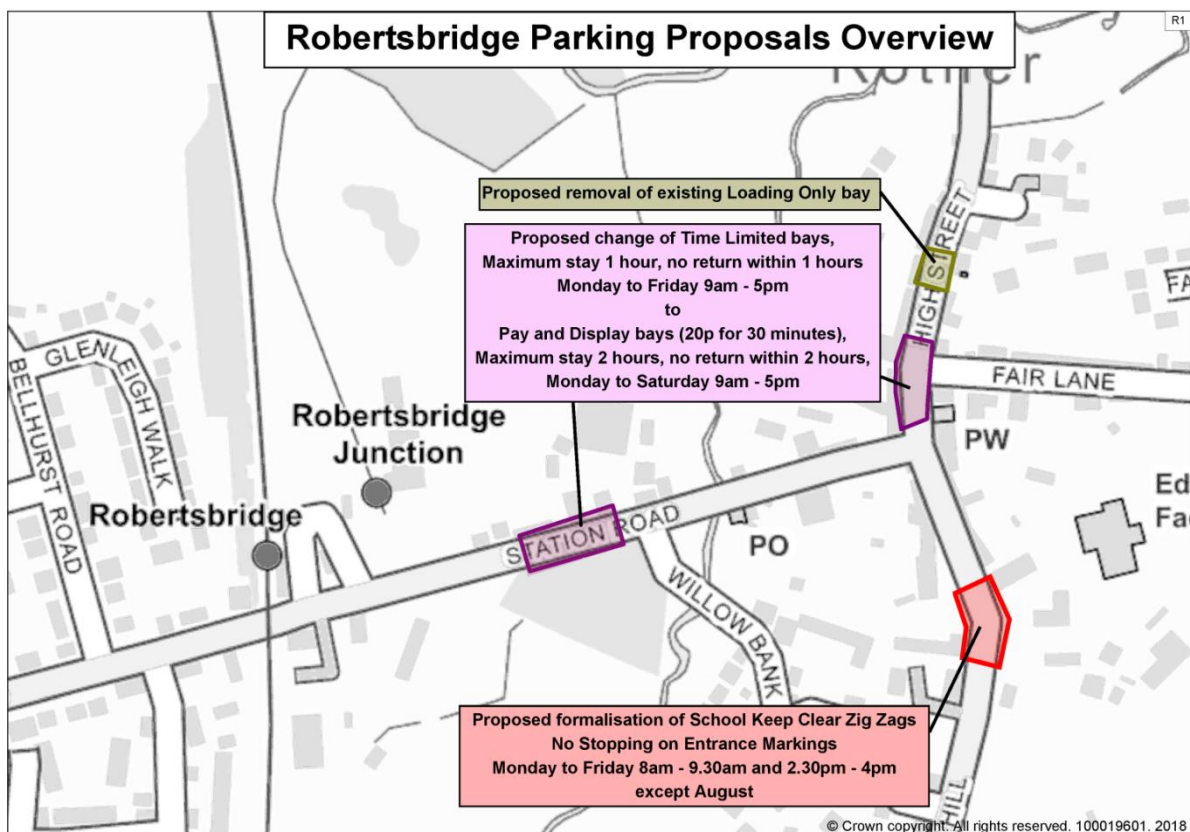 Robertsbridge Parking Proposals Overview
R1
Rother
Proposed removal of existing Loading Only bay
Proposed change of Time Limited bays,
Maximum stay 1 hour, no return within 1 hours
Monday to Friday 9am - 5pm
to
Pay and Display bays (20p for 30 minutes),
Maximum stay 2 hours, no return within 2 hours,
Monday to Saturday 9am - 5pm
HIGH STREET
FA
FAIR LANE
GLENLEIGH WALK
BELLHURST ROAD
Robertsbridge
Junction
Robertsbridge
PW
Ed
Fa
STATION ROAD
PO
WILLOW BANK
Proposed formalisation of School Keep Clear Zig Zags
No Stopping on Entrance Markings
Monday to Friday 8am - 9.30am and 2.30pm - 4pm
except August
HILL
© Crown copyright. All rights reserved. 100019601, 2018